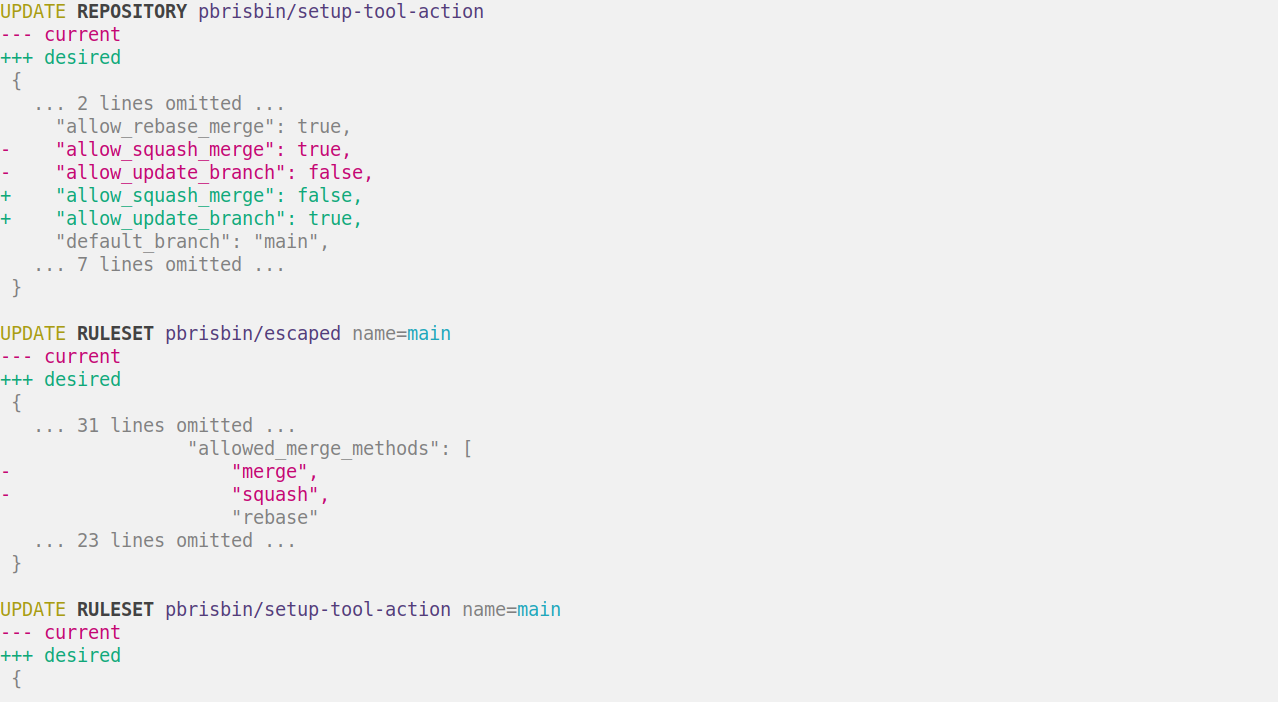 UPDATE REPOSITORY pbrisbin/setup-tool-action
--- current
+++ desired
 {
   ... 2 lines omitted ...
     "allow_rebase_merge": true,
-    "allow_squash_merge": true,
-    "allow_update_branch": false,
+    "allow_squash_merge": false,
+    "allow_update_branch": true,
     "default_branch": "main",
   ... 7 lines omitted ...
 }

UPDATE RULESET pbrisbin/escaped name=main
--- current
+++ desired
 {
   ... 31 lines omitted ...
                 "allowed_merge_methods": [
-                    "merge",
-                    "squash",
                     "rebase"
   ... 23 lines omitted ...
 }

UPDATE RULESET pbrisbin/setup-tool-action name=main
--- current
+++ desired
 {